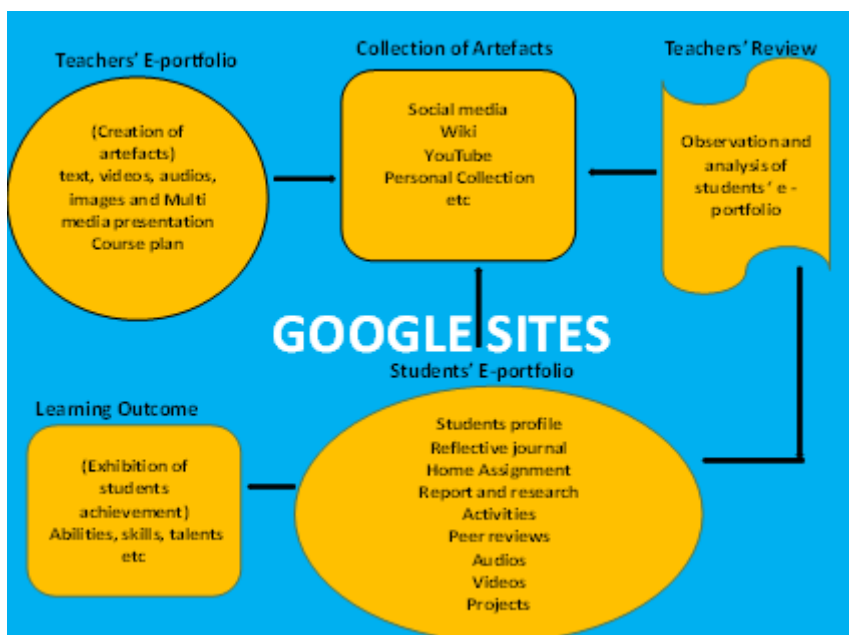 Teachers' E-portfolio
(Creation of
artefacts)
text, videos, audios,
images and Multi
media presentation
Course plan
Collection of Artefacts
Social media
Wiki
YouTube
Personal Collection
etc
Teachers' Review
Observation and
analysis of
students' e -
portfolio
GOOGLE SITES
Learning Outcome
(Exhibition of
students
achievement)
Abilities, skills, talents
etc
Students' E-portfolio
Students profile
Reflective journal
Home Assignment
Report and research
Activities
Peer reviews
Audios
Videos
Projects